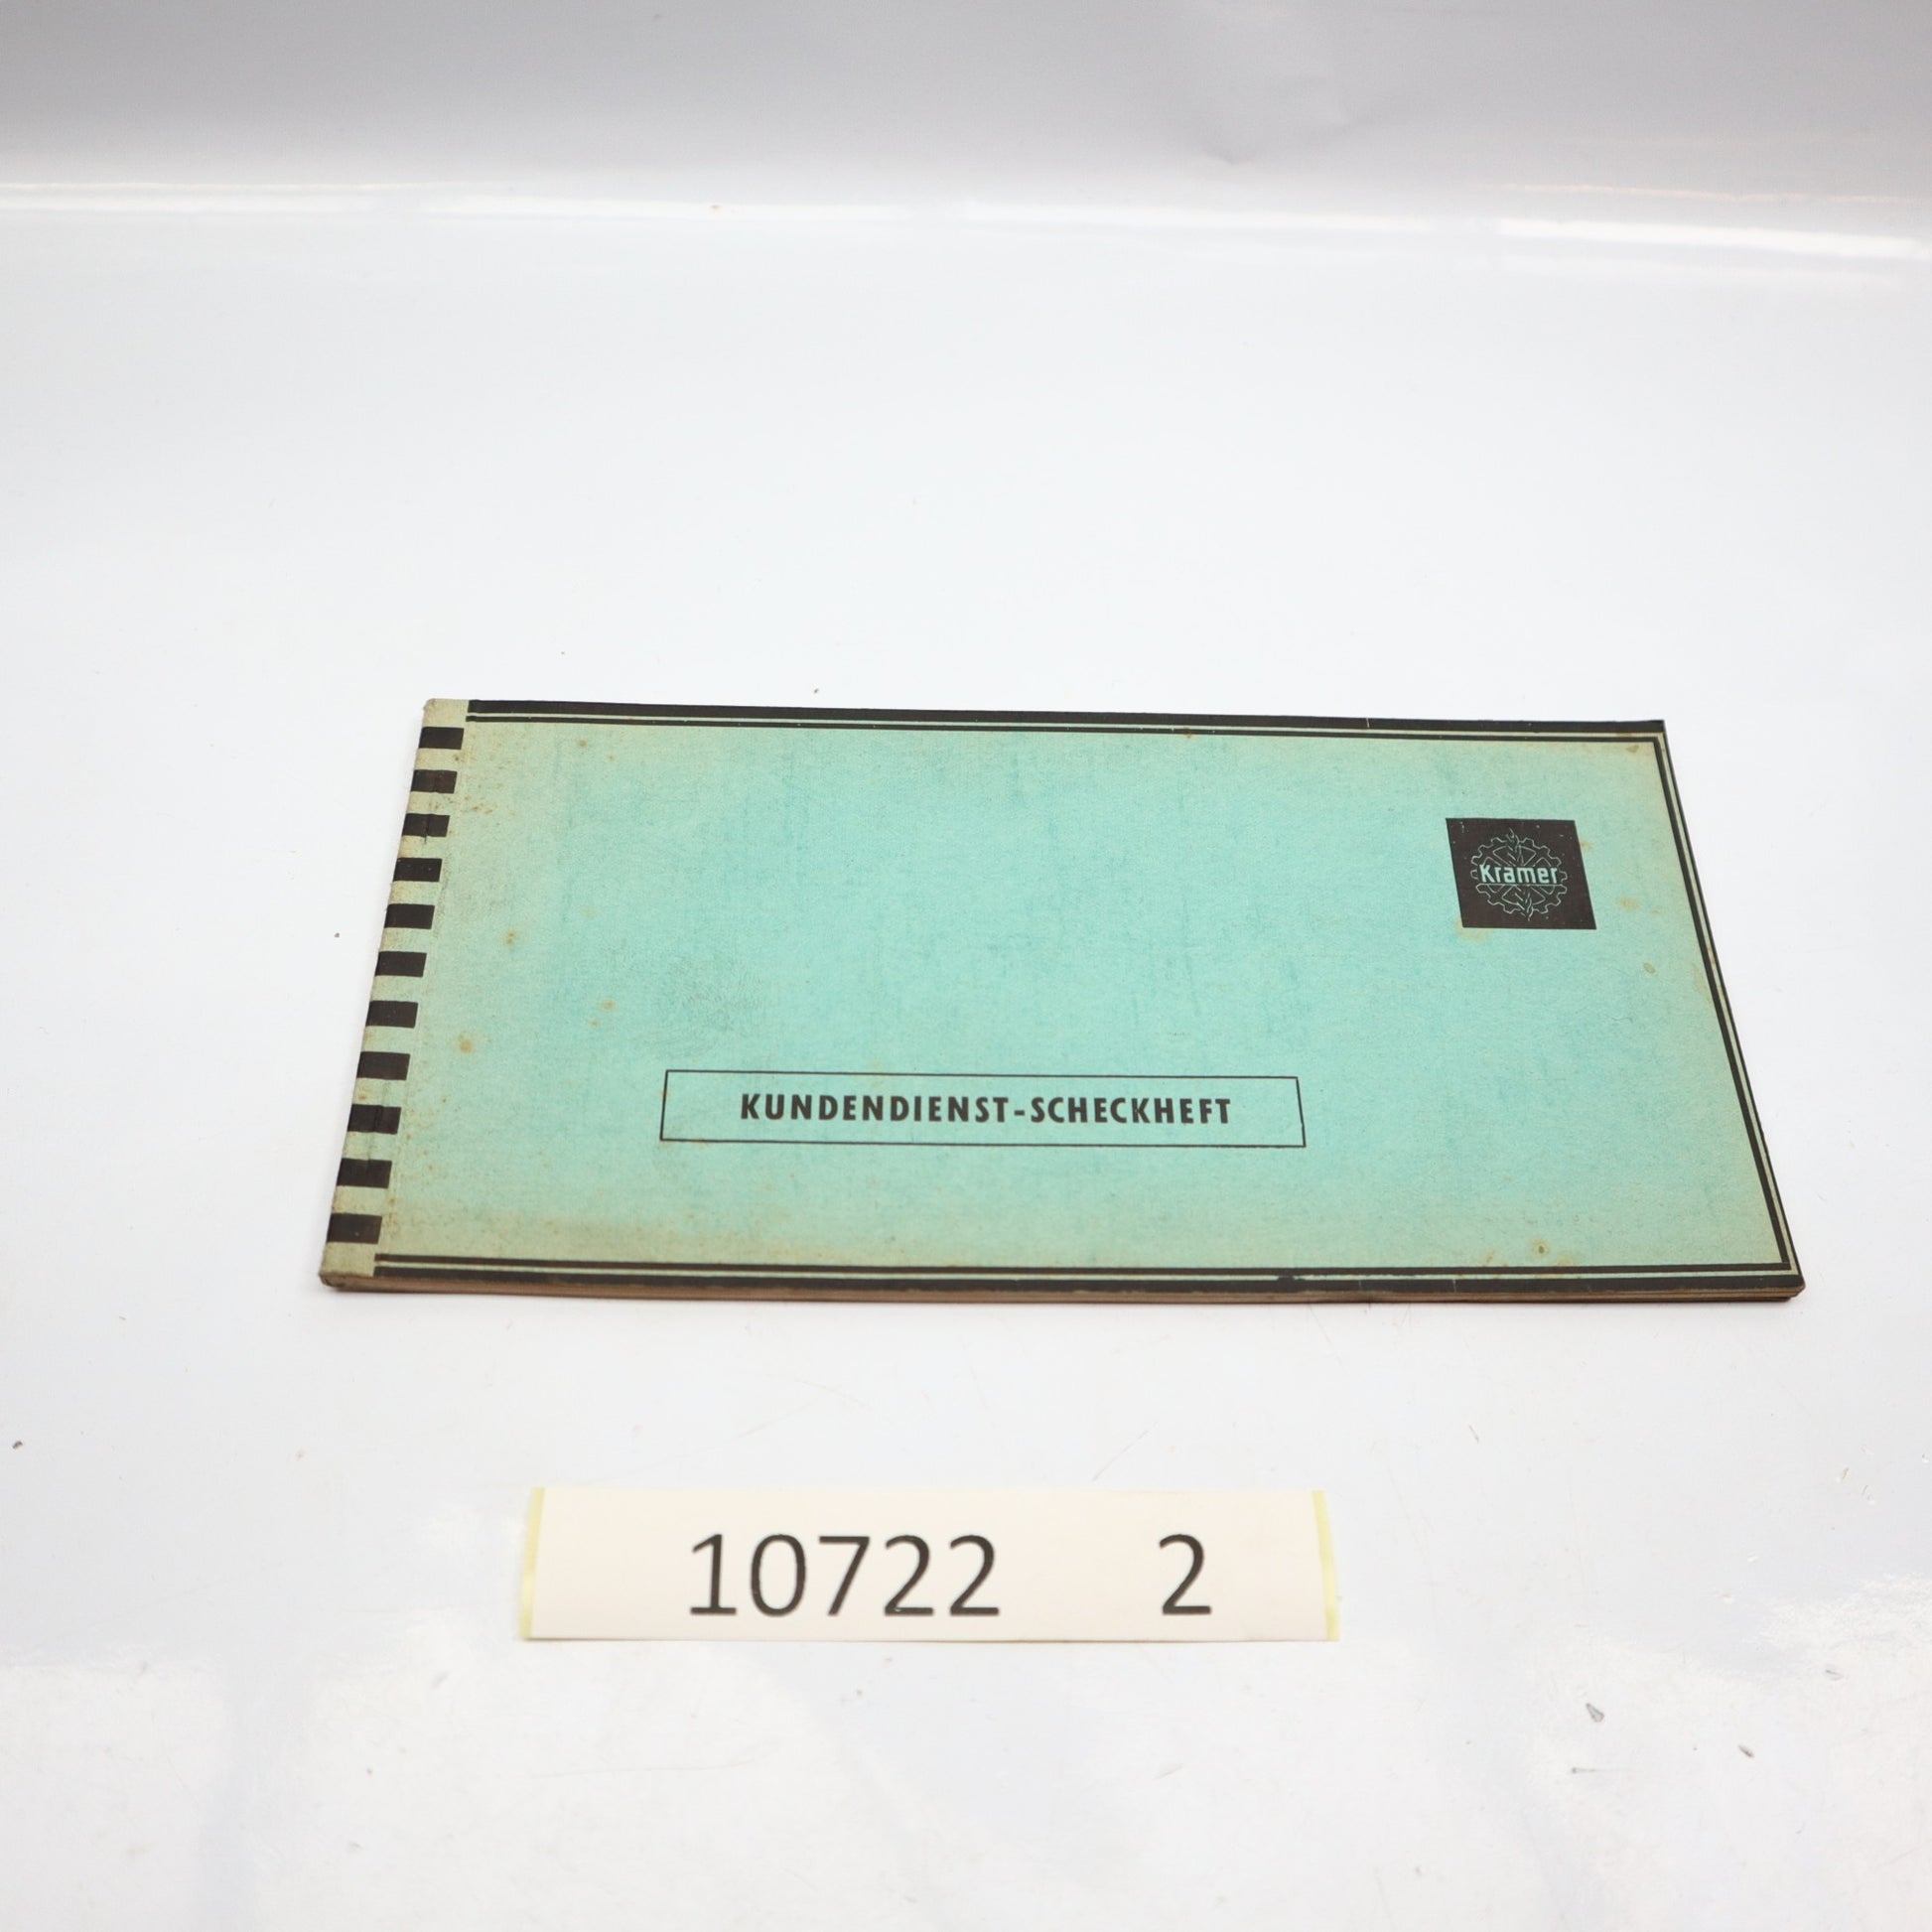 Kramer
KUNDENDIENST-SCHECKHEFT
10722 2